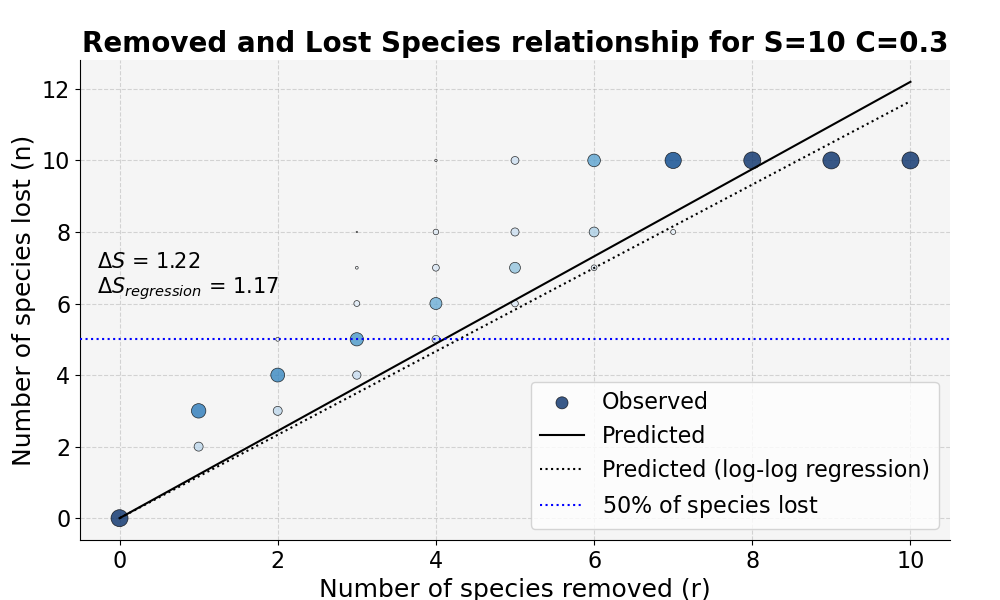 Removed and Lost Species relationship for S=10 C=0.3
Number of species lost (n)
12
10
8
6
4
2
0
ΔS = 1.22
ΔS_regression = 1.17
Observed
Predicted
Predicted (log-log regression)
50% of species lost
0 2 4 6 8 10
Number of species removed (r)